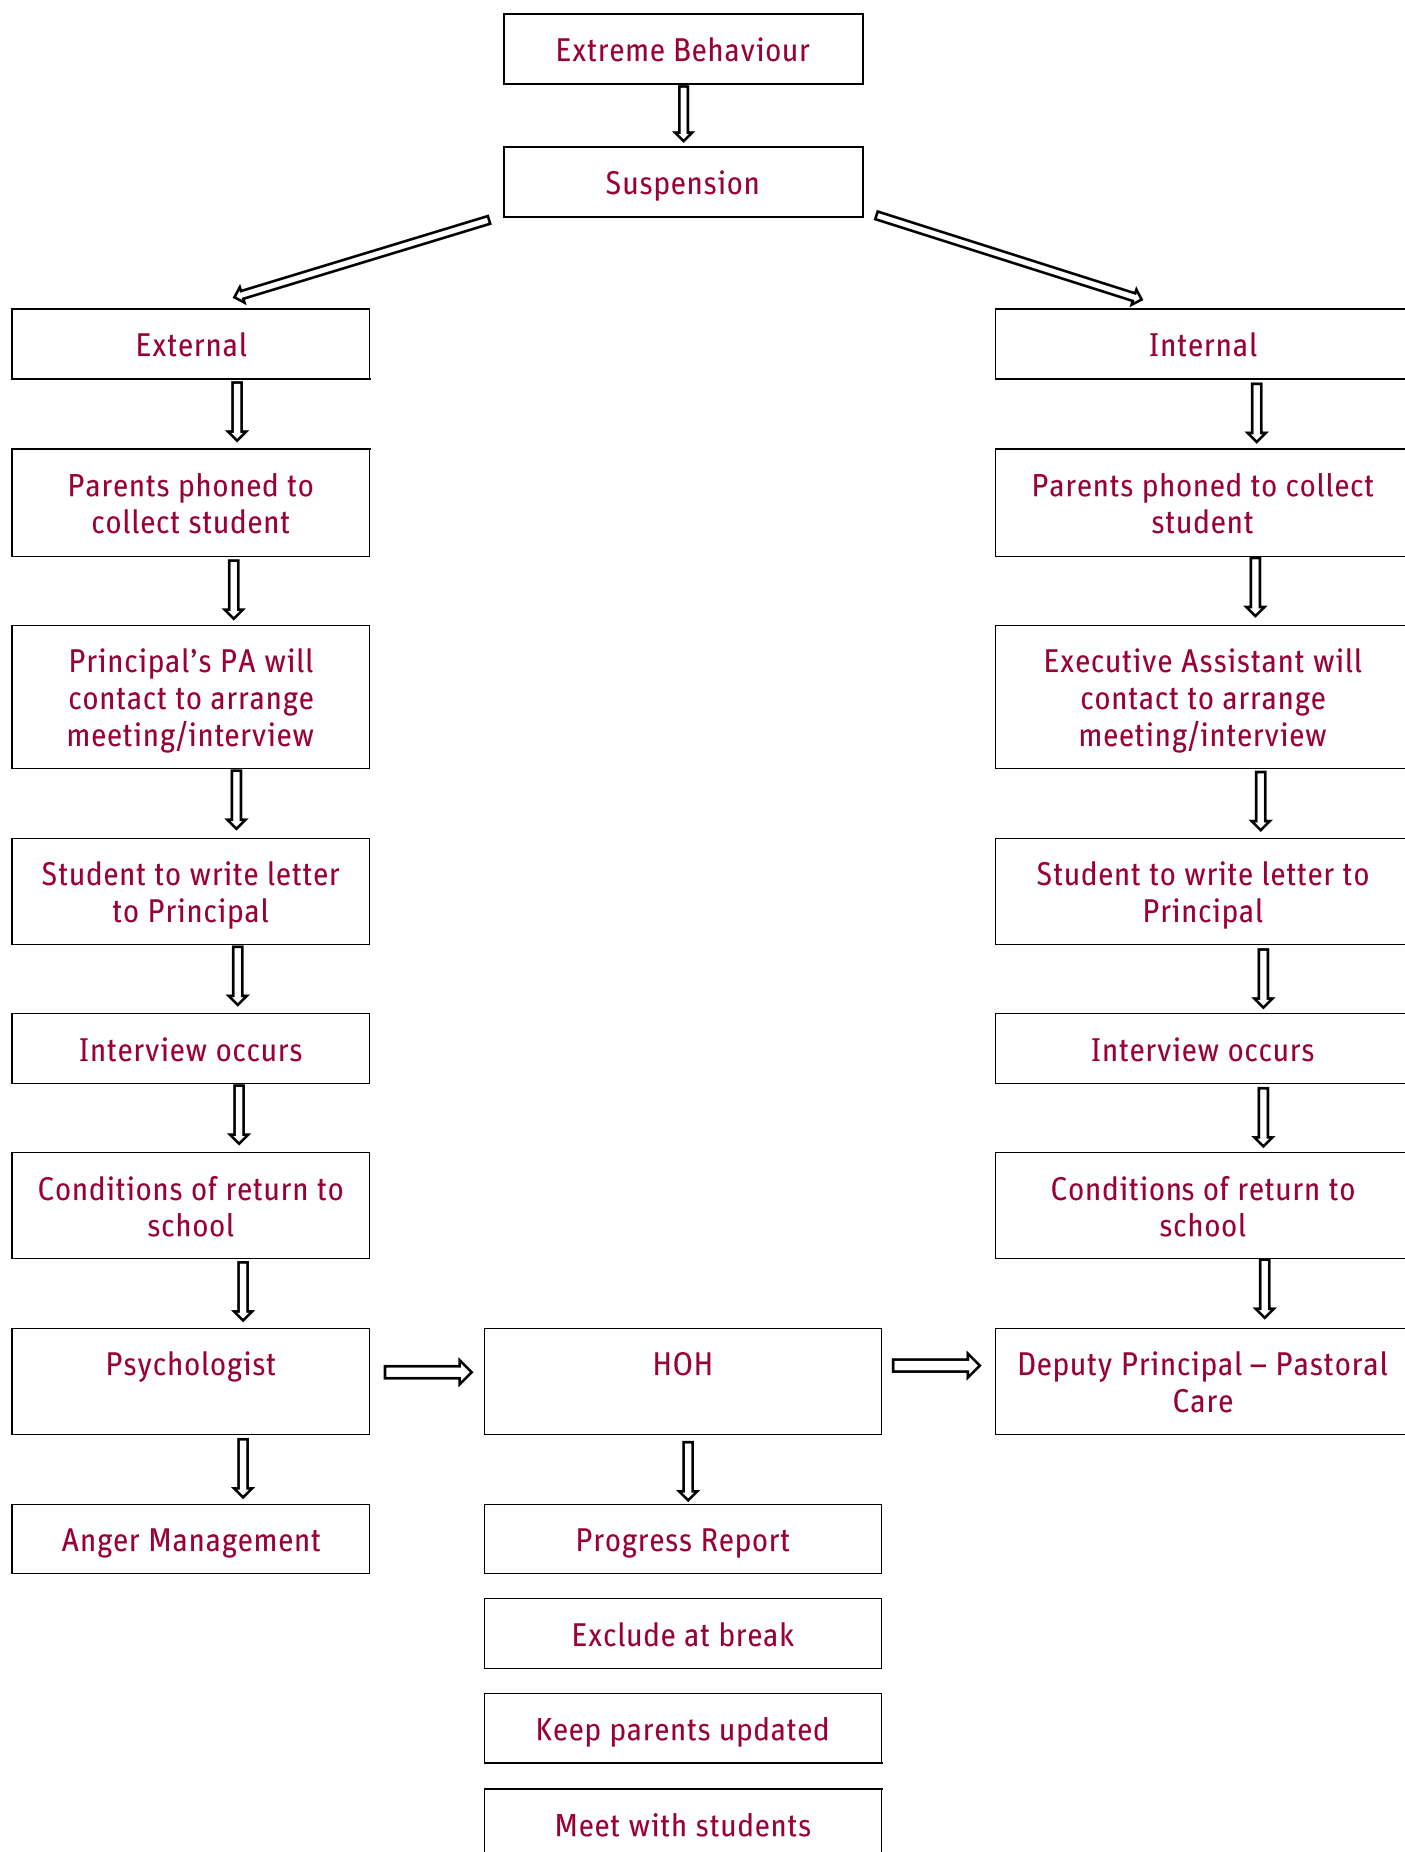 Extreme Behaviour
Suspension
External
Internal
Parents phoned to
collect student
Parents phoned to collect
student
Principal’s PA will
contact to arrange
meeting/interview
Executive Assistant will
contact to arrange
meeting/interview
Student to write letter
to Principal
Student to write letter to
Principal
Interview occurs
Interview occurs
Conditions of return to
school
Conditions of return to
school
Psychologist
HOH
Deputy Principal – Pastoral
Care
Anger Management
Progress Report
Exclude at break
Keep parents updated
Meet with students